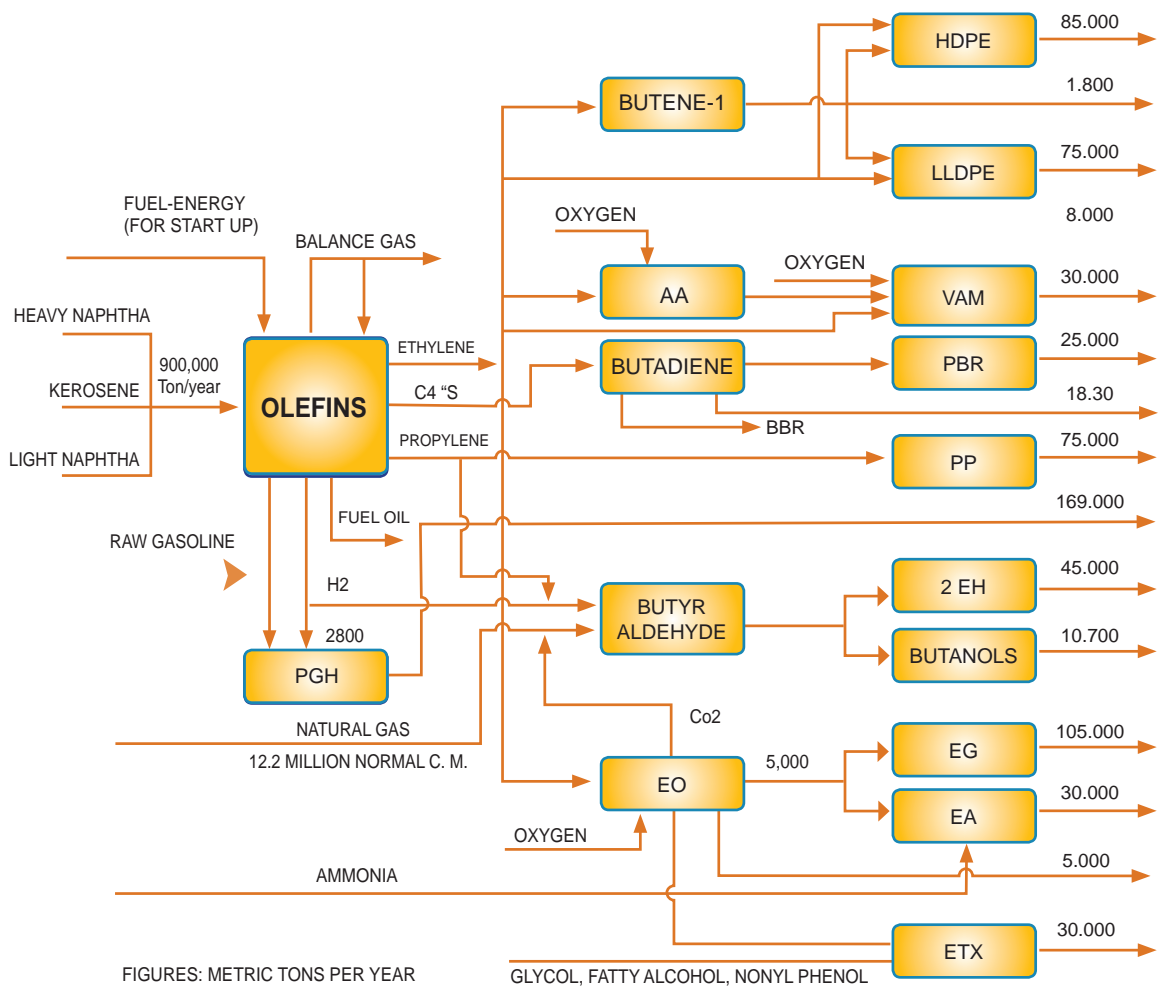 85.000
HDPE
1.800
BUTENE-1
75.000
LLDPE
FUEL-ENERGY
(FOR START UP)
OXYGEN
8.000
BALANCE GAS
OXYGEN
30.000
AA
VAM
HEAVY NAPHTHA
25.000
ETHYLENE
900,000
Ton/year
BUTADIENE
PBR
KEROSENE
C4 “S
18.30
OLEFINS
BBR
PROPYLENE
75.000
LIGHT NAPHTHA
PP
169.000
FUEL OIL
RAW GASOLINE
45.000
H2
2 EH
BUTYR
ALDEHYDE
2800
10.700
BUTANOLS
PGH
Co2
NATURAL GAS
105.000
12.2 MILLION NORMAL C. M.
5,000
EG
EO
30.000
EA
OXYGEN
5.000
AMMONIA
30.000
ETX
FIGURES: METRIC TONS PER YEAR
GLYCOL, FATTY ALCOHOL, NONYL PHENOL